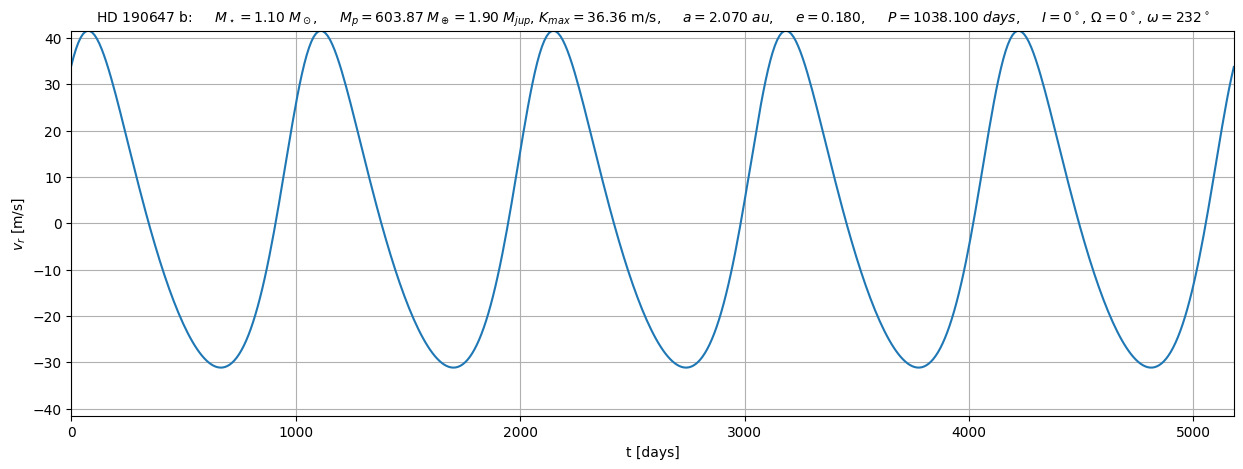 HD 190647 b: M⋆ = 1.10 M⊙, Mp = 603.87 M⊕ = 1.90 Mjup, Kmax = 36.36 m/s, a = 2.070 au, e = 0.180, P = 1038.100 days, I = 0°, Ω = 0°, ω = 232°
40
30
20
10
0
−10
−20
−30
−40
vr [m/s]
0 1000 2000 3000 4000 5000
t [days]